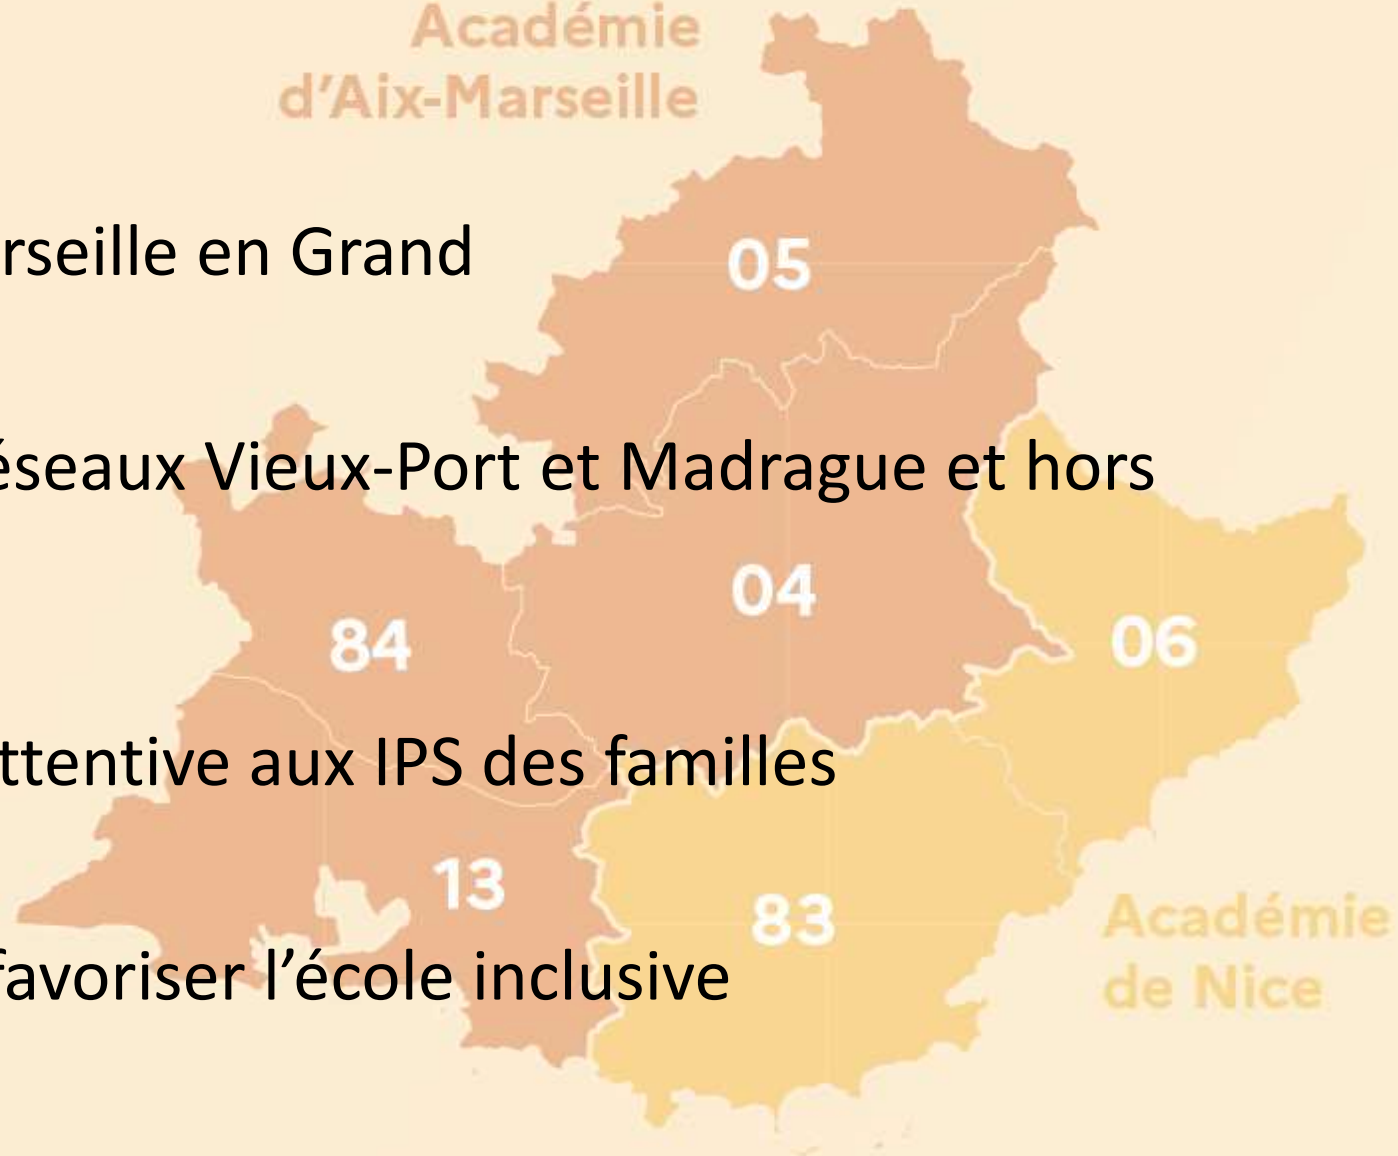 Académie
d'Aix-Marseille
rseille en Grand
05
éseaux Vieux-Port et Madrague et hors
04
84
06
ttentive aux IPS des familles
13
83
Académie
de Nice
favoriser l'école inclusive